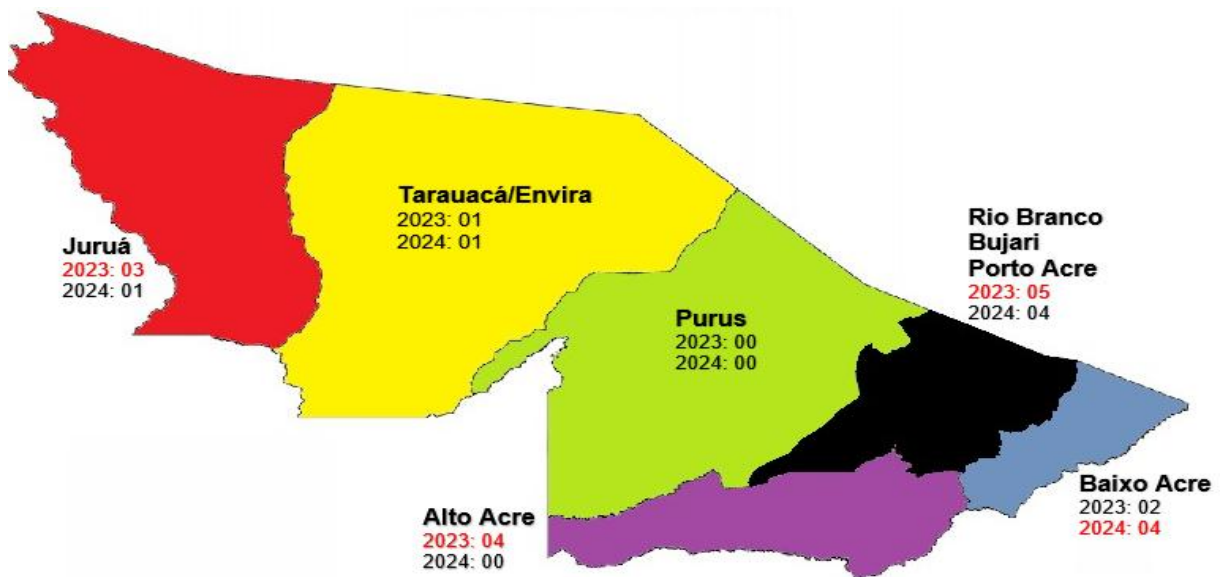 Tarauacá/Envira
2023: 01
2024: 01
Juruá
2023: 03
2024: 01
Rio Branco
Bujari
Porto Acre
2023: 05
2024: 04
Purus
2023: 00
2024: 00
Alto Acre
2023: 04
2024: 00
Baixo Acre
2023: 02
2024: 04